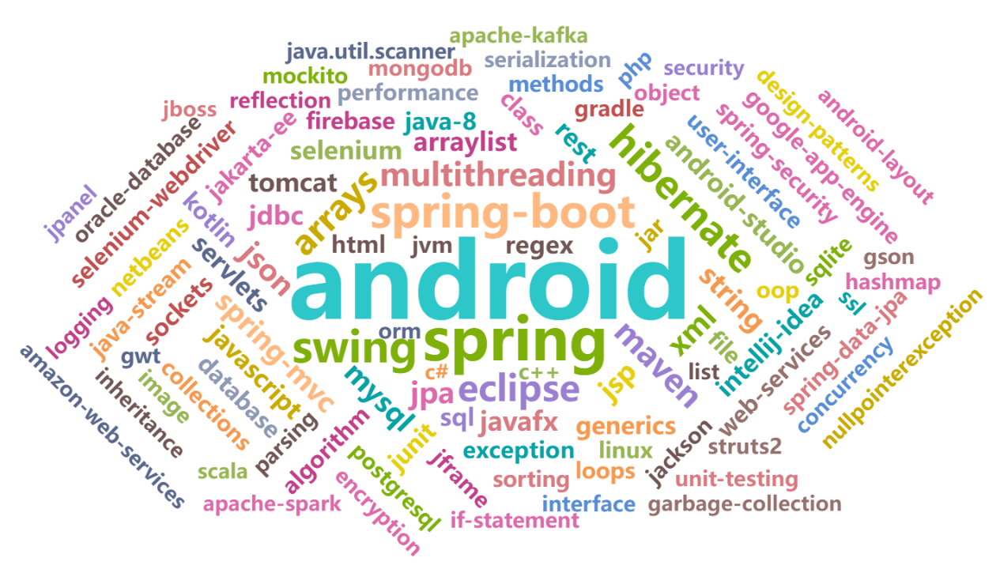 apache-kafka
java.util.scanner
serialization
php
security
mockito
mongodb
methods
object
design-patterns
android-layout
jboss
reflection
performance
class
gradle
google-app-engine
firebase
java-8
rest
user-interface
spring-security
oracle-database
jakarta-ee
selenium
arraylist
hibernate
android-studio
selenium-webdriver
tomcat
arrays
multithreading
jpanel
kotlin
jdbc
spring-boot
jar
netbeans
servlets
json
html
jvm
regex
sqlite
gson
java-stream
sockets
android
string
oop
hashmap
logging
spring-mvc
javascript
swing
orm
spring
maven
xml
file
intellij-idea
ssl
spring-data-jpa
nullpointerexception
amazon-web-services
gwt
collections
database
mysql
c#
c++
jsp
list
web-services
concurrency
inheritance
image
jpa
eclipse
parsing
algorithm
sql
javafx
generics
junit
exception
linux
jackson
struts2
scala
postgresql
jframe
sorting
loops
unit-testing
apache-spark
encryption
interface
garbage-collection
if-statement